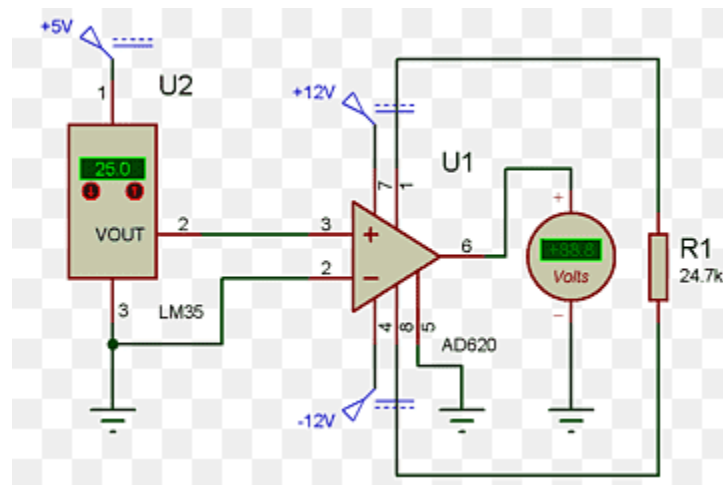 +5V
1
U2
25.0
VOUT
2
3
LM35
+12V
7
1
U1
3
+
2
−
6
4
8
5
AD620
-12V
+
+88.8
Volts
−
R1
24.7k